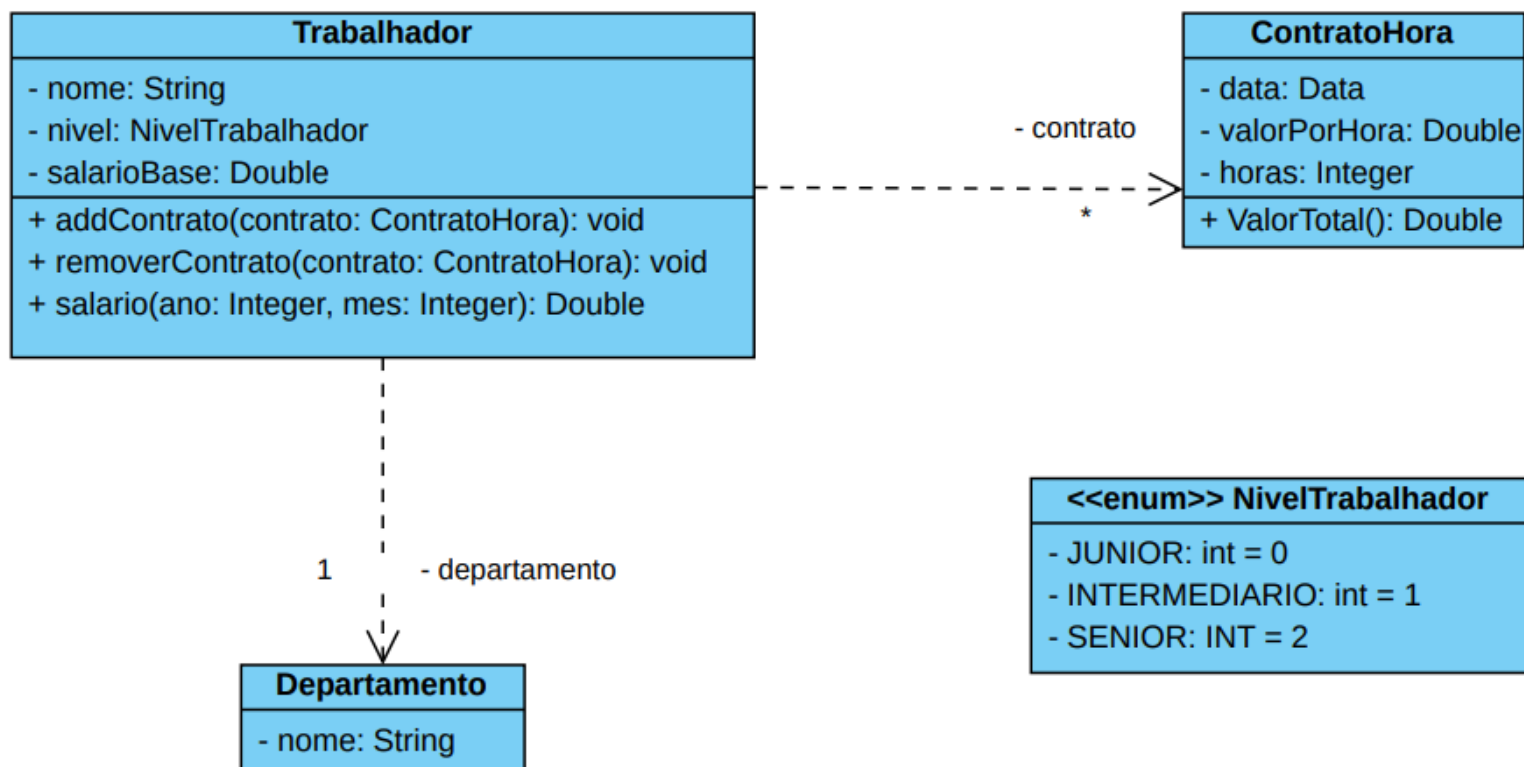 Trabalhador
- nome: String
- nivel: NivelTrabalhador
- salarioBase: Double
+ addContrato(contrato: ContratoHora): void
+ removerContrato(contrato: ContratoHora): void
+ salario(ano: Integer, mes: Integer): Double
- contrato
*
ContratoHora
- data: Data
- valorPorHora: Double
- horas: Integer
+ ValorTotal(): Double
1
- departamento
Departamento
- nome: String
<<enum>> NivelTrabalhador
- JUNIOR: int = 0
- INTERMEDIARIO: int = 1
- SENIOR: INT = 2